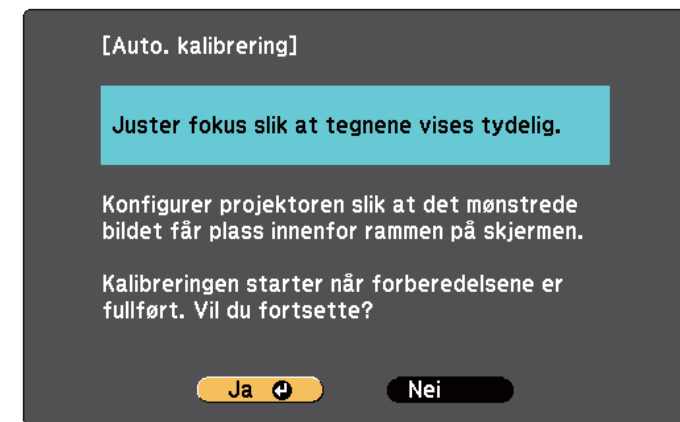 [Auto. kalibrering]
Juster fokus slik at tegnene vises tydelig.
Konfigurer projektoren slik at det mønstrede
bildet får plass innenfor rammen på skjermen.
Kalibreringen starter når forberedelsene er
fullført. Vil du fortsette?
Ja
Nei